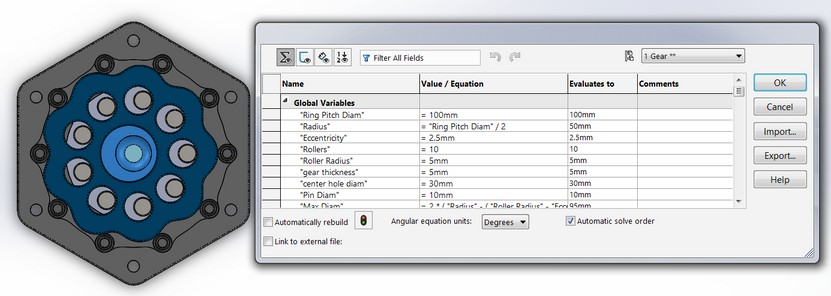 Filter All Fields
1 Gear **
Name Value / Equation Evaluates to Comments
Global Variables
"Ring Pitch Diam" = 100mm 100mm
"Radius" = "Ring Pitch Diam" / 2 50mm
"Eccentricity" = 2.5mm 2.5mm
"Rollers" = 10 10
"Roller Radius" = 5mm 5mm
"gear thickness" = 5mm 5mm
"center hole diam" = 30mm 30mm
"Pin Diam" = 10mm 10mm
"Max Diam" = 2 * ( "Radius" - ( "Roller Radius" - "Ecce 95mm
OK
Cancel
Import...
Export...
Help
Automatically rebuild Angular equation units: Degrees Automatic solve order
Link to external file: